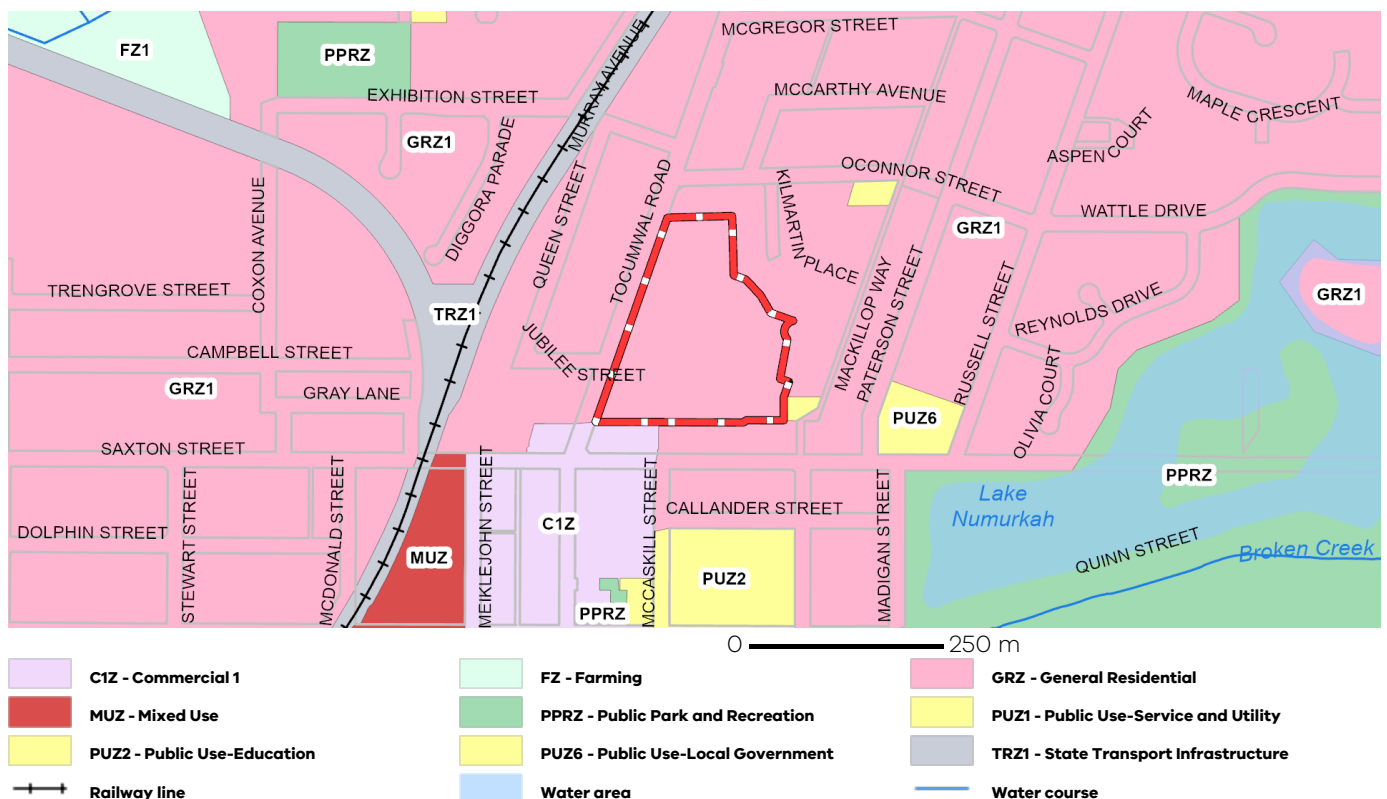 MCGREGOR STREET
FZ1
PPRZ
MURRAY AVENUE
EXHIBITION STREET
MCCARTHY AVENUE
MAPLE CRESCENT
GRZ1
DIGGORA PARADE
ASPEN COURT
OCONNOR STREET
COXON AVENUE
QUEEN STREET
TOCUMWAL ROAD
KILMARTIN PLACE
GRZ1
WATTLE DRIVE
TRENGROVE STREET
TRZ1
MACKILLOP WAY
PATERSON STREET
RUSSELL STREET
REYNOLDS DRIVE
GRZ1
CAMPBELL STREET
JUBILEE STREET
GRZ1
GRAY LANE
OLIVIA COURT
PUZ6
SAXTON STREET
PPRZ
STEWART STREET
MCDONALD STREET
MEIKLEJOHN STREET
C1Z
MCCASKILL STREET
CALLANDER STREET
MADIGAN STREET
Lake
Numurkah
DOLPHIN STREET
MUZ
PUZ2
QUINN STREET
Broken Creek
PPRZ
0 250 m
C1Z - Commercial 1
FZ - Farming
GRZ - General Residential
MUZ - Mixed Use
PPRZ - Public Park and Recreation
PUZ1 - Public Use-Service and Utility
PUZ2 - Public Use-Education
PUZ6 - Public Use-Local Government
TRZ1 - State Transport Infrastructure
Railway line
Water area
Water course